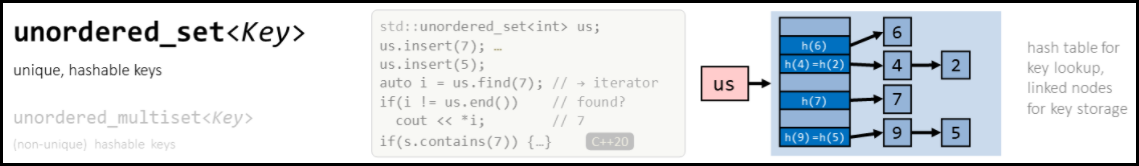 unordered_set<Key>
unique, hashable keys
unordered_multiset<Key>
(non-unique) hashable keys
std::unordered_set<int> us;
us.insert(7); …
us.insert(5);
auto i = us.find(7); // → iterator
if(i != us.end()) // found?
cout << *i; // 7
if(s.contains(7)) {…} C++20
us
h(6)
h(4)=h(2)
h(7)
h(9)=h(5)
6
4 2
7
9 5
hash table for
key lookup,
linked nodes
for key storage